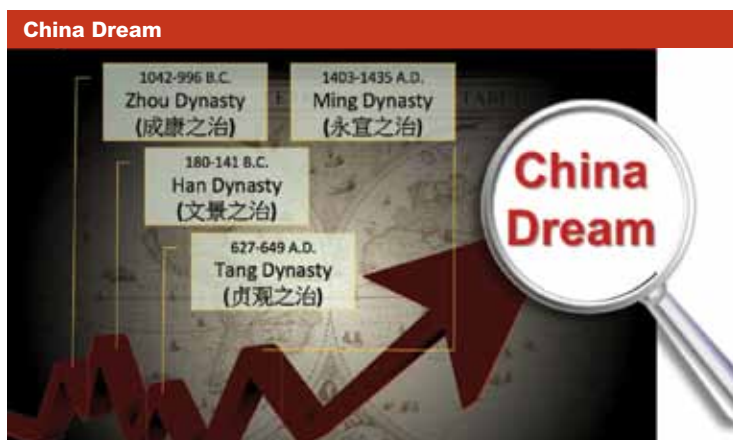 China Dream
1042-996 B.C.
Zhou Dynasty
(成康之治)
1403-1435 A.D.
Ming Dynasty
(永宣之治)
180-141 B.C.
Han Dynasty
(文景之治)
627-649 A.D.
Tang Dynasty
(贞观之治)
China
Dream